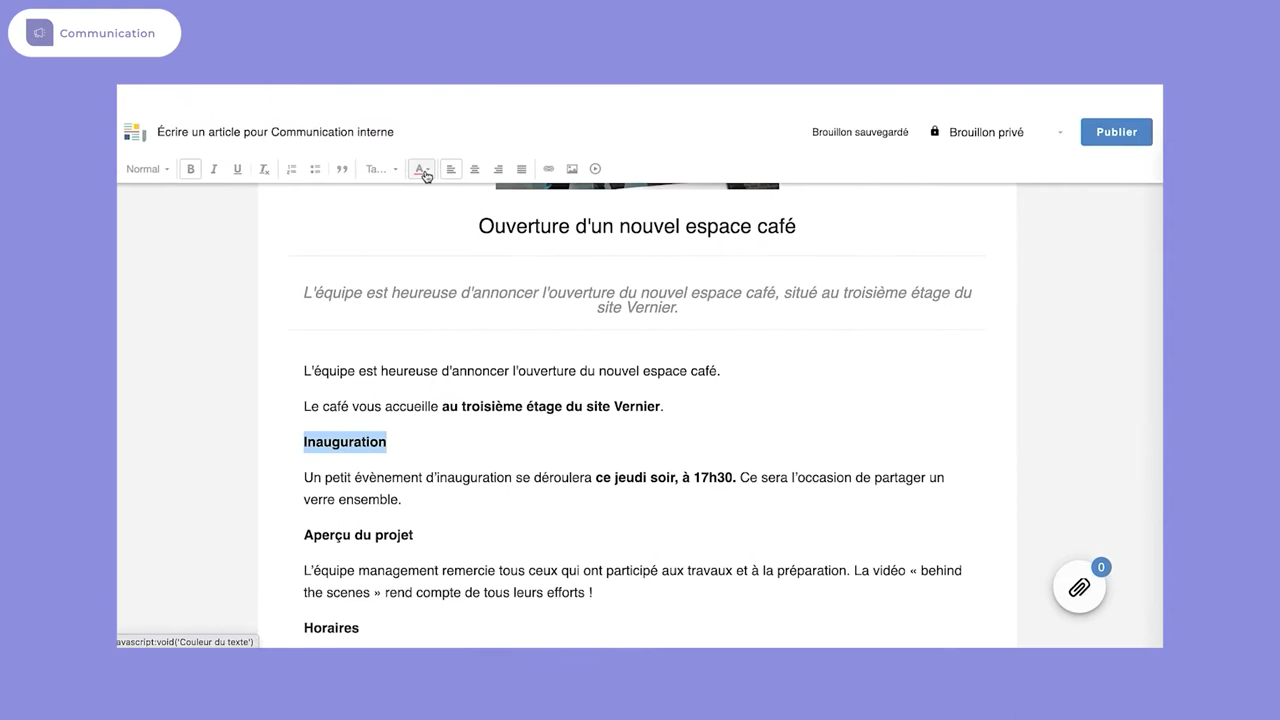 Communication
Écrire un article pour Communication interne
Brouillon sauvegardé
Brouillon privé
Publier
Normal
B
I
U
Ta...
A
Ouverture d'un nouvel espace café
L'équipe est heureuse d'annoncer l'ouverture du nouvel espace café, situé au troisième étage du
site Vernier.
L'équipe est heureuse d'annoncer l'ouverture du nouvel espace café.
Le café vous accueille au troisième étage du site Vernier.
Inauguration
Un petit évènement d’inauguration se déroulera ce jeudi soir, à 17h30. Ce sera l’occasion de partager un
verre ensemble.
Aperçu du projet
L’équipe management remercie tous ceux qui ont participé aux travaux et à la préparation. La vidéo « behind
the scenes » rend compte de tous leurs efforts !
0
Horaires
avascript:void('Couleur du texte')